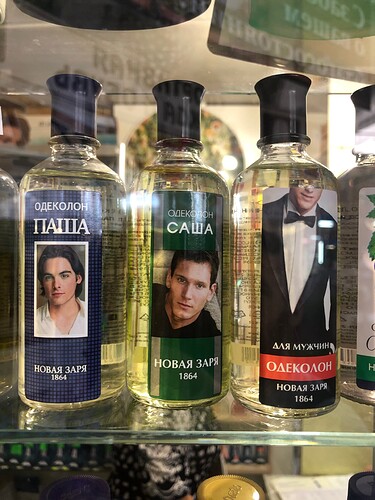 ОДЕКОЛОН
ПАША
НОВАЯ ЗАРЯ
1864
ОДЕКОЛОН
САША
НОВАЯ ЗАРЯ
1864
ДЛЯ МУЖЧИН
ОДЕКОЛОН
НОВАЯ ЗАРЯ
1864